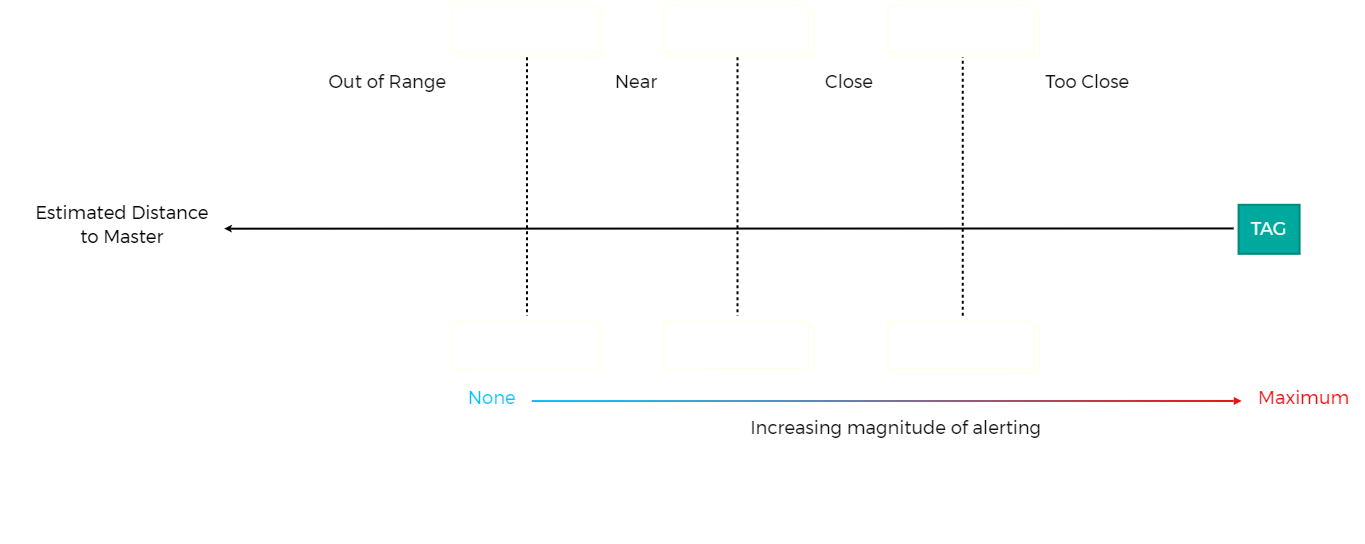 Out of Range
Near
Close
Too Close
Estimated Distance
to Master
TAG
None
Maximum
Increasing magnitude of alerting